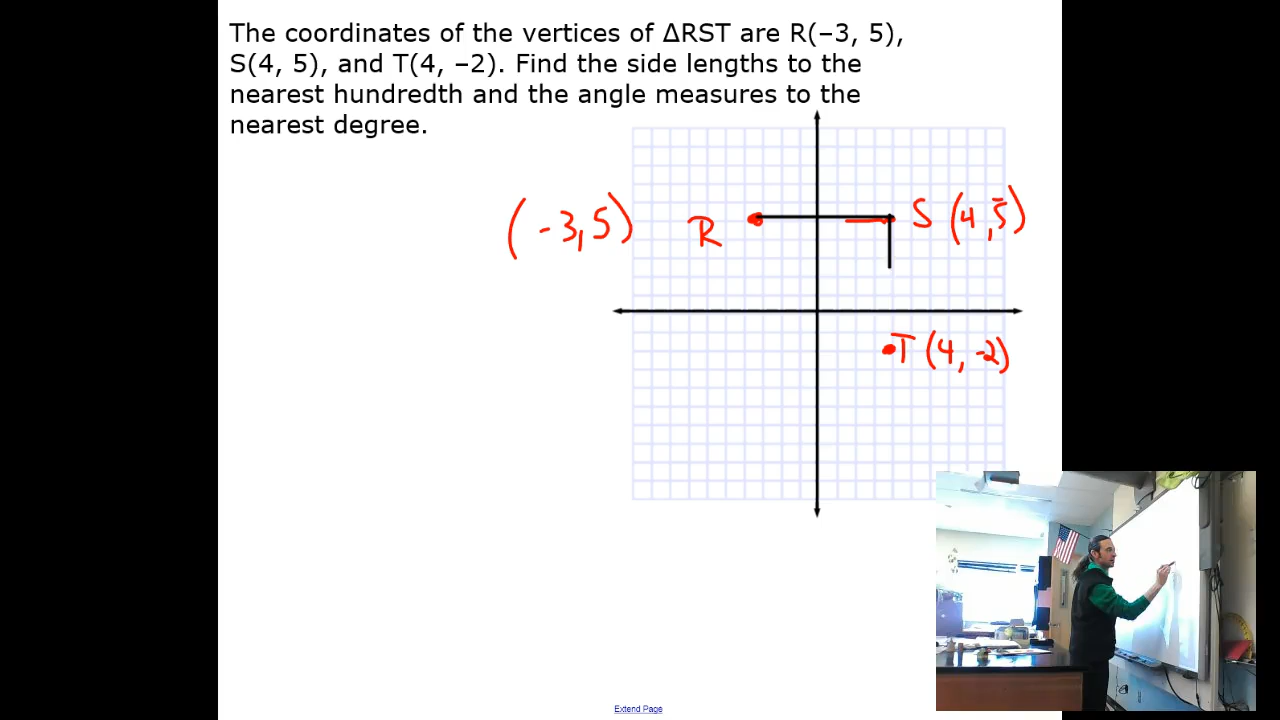 The coordinates of the vertices of ΔRST are R(–3, 5),
S(4, 5), and T(4, –2). Find the side lengths to the
nearest hundredth and the angle measures to the
nearest degree.
(-3,5) R S (4,5)
T (4,-2)
Extend Page